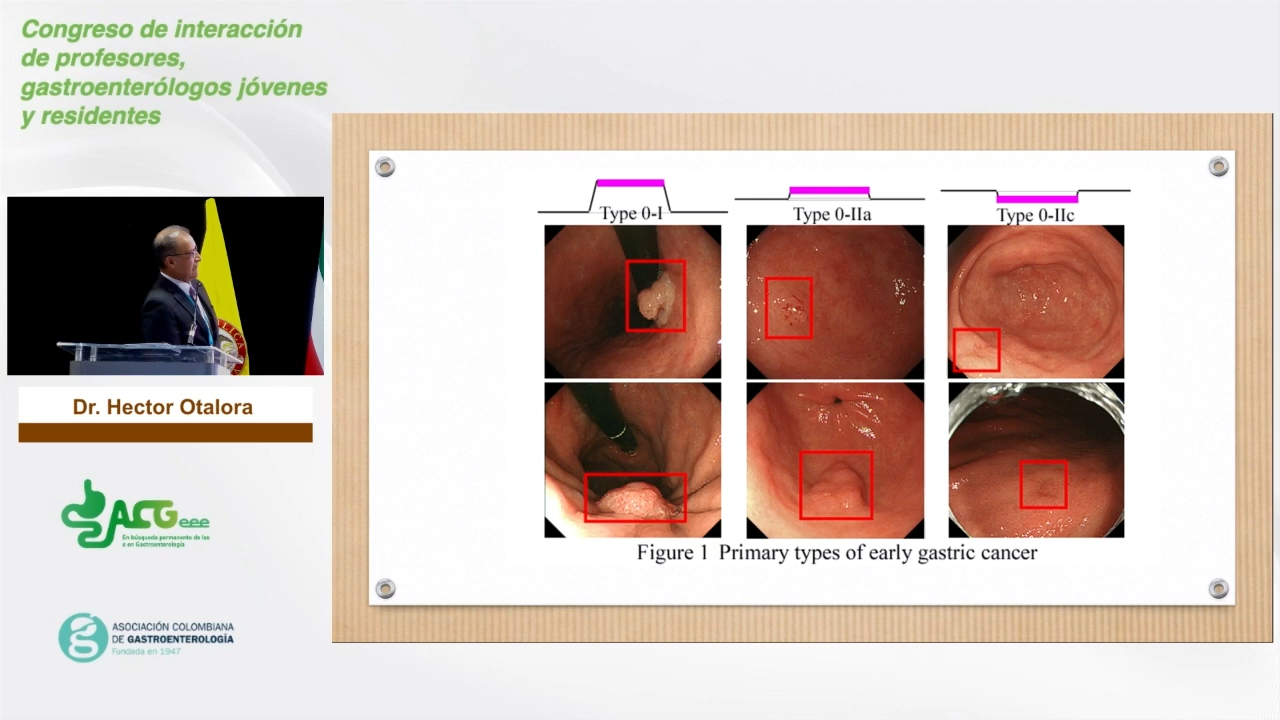 Congreso de interacción
de profesores,
gastroenterólogos jóvenes
y residentes
Dr. Hector Otalora
ACGeee
En búsqueda permanente de las
e en Gastroenterología
ASOCIACIÓN COLOMBIANA
DE GASTROENTEROLOGÍA
Fundada en 1947
Type 0-I
Type 0-IIa
Type 0-IIc
Figure 1 Primary types of early gastric cancer